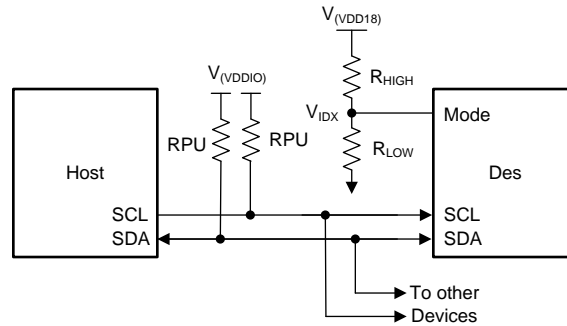 V(VDD18)
RHIGH
V(VDDIO)
VIDX
Mode
RPU
RPU
RLOW
Host
Des
SCL
SCL
SDA
SDA
To other
Devices